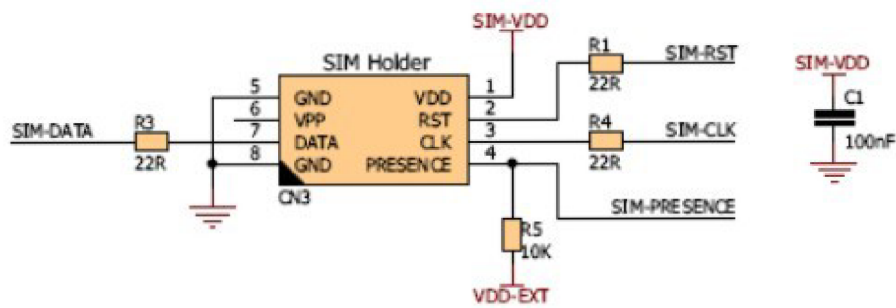 SIM-VDD
R1
SIM-RST
22R
SIM Holder
5 GND VDD 1
6 VPP RST 2
7 DATA CLK 3
8 GND PRESENCE 4
CN3
SIM-DATA
R3
22R
R4
SIM-CLK
22R
SIM-PRESENCE
R5
10K
VDD-EXT
SIM-VDD
C1
100nF